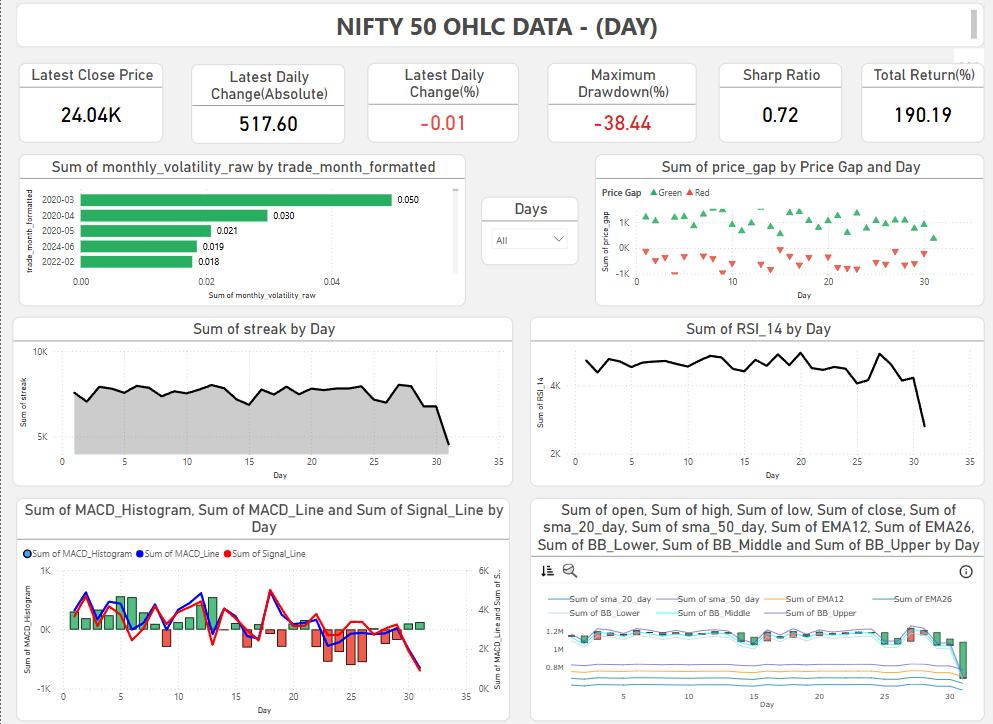 NIFTY 50 OHLC DATA - (DAY)
Latest Close Price
24.04K
Latest Daily
Change(Absolute)
517.60
Latest Daily
Change(%)
-0.01
Maximum
Drawdown(%)
-38.44
Sharp Ratio
0.72
Total Return(%)
190.19
Sum of monthly_volatility_raw by trade_month_formatted
trade_month_formatted
2020-03
0.050
2020-04
0.030
2020-05
0.021
2024-06
0.019
2022-02
0.018
0.00
0.02
0.04
Sum of monthly_volatility_raw
Days
All
Sum of price_gap by Price Gap and Day
Price Gap Green Red
Sum of price_gap
1K
0K
-1K
0
10
20
30
Day
Sum of streak by Day
Sum of streak
10K
5K
0
5
10
15
20
25
30
35
Day
Sum of RSI_14 by Day
Sum of RSI_14
4K
2K
0
5
10
15
20
25
30
35
Day
Sum of MACD_Histogram, Sum of MACD_Line and Sum of Signal_Line by
Day
Sum of MACD_Histogram Sum of MACD_Line Sum of Signal_Line
Sum of MACD_Histogram
1K
0K
-1K
6K
4K
2K
0K
Sum of MACD_Line and Sum of S...
0
5
10
15
20
25
30
35
Day
Sum of open, Sum of high, Sum of low, Sum of close, Sum of
sma_20_day, Sum of sma_50_day, Sum of EMA12, Sum of EMA26,
Sum of BB_Lower, Sum of BB_Middle and Sum of BB_Upper by Day
Sum of sma_20_day Sum of sma_50_day Sum of EMA12 Sum of EMA26
Sum of BB_Lower Sum of BB_Middle Sum of BB_Upper
1.2M
1M
0.8M
5
10
15
20
25
30
Day